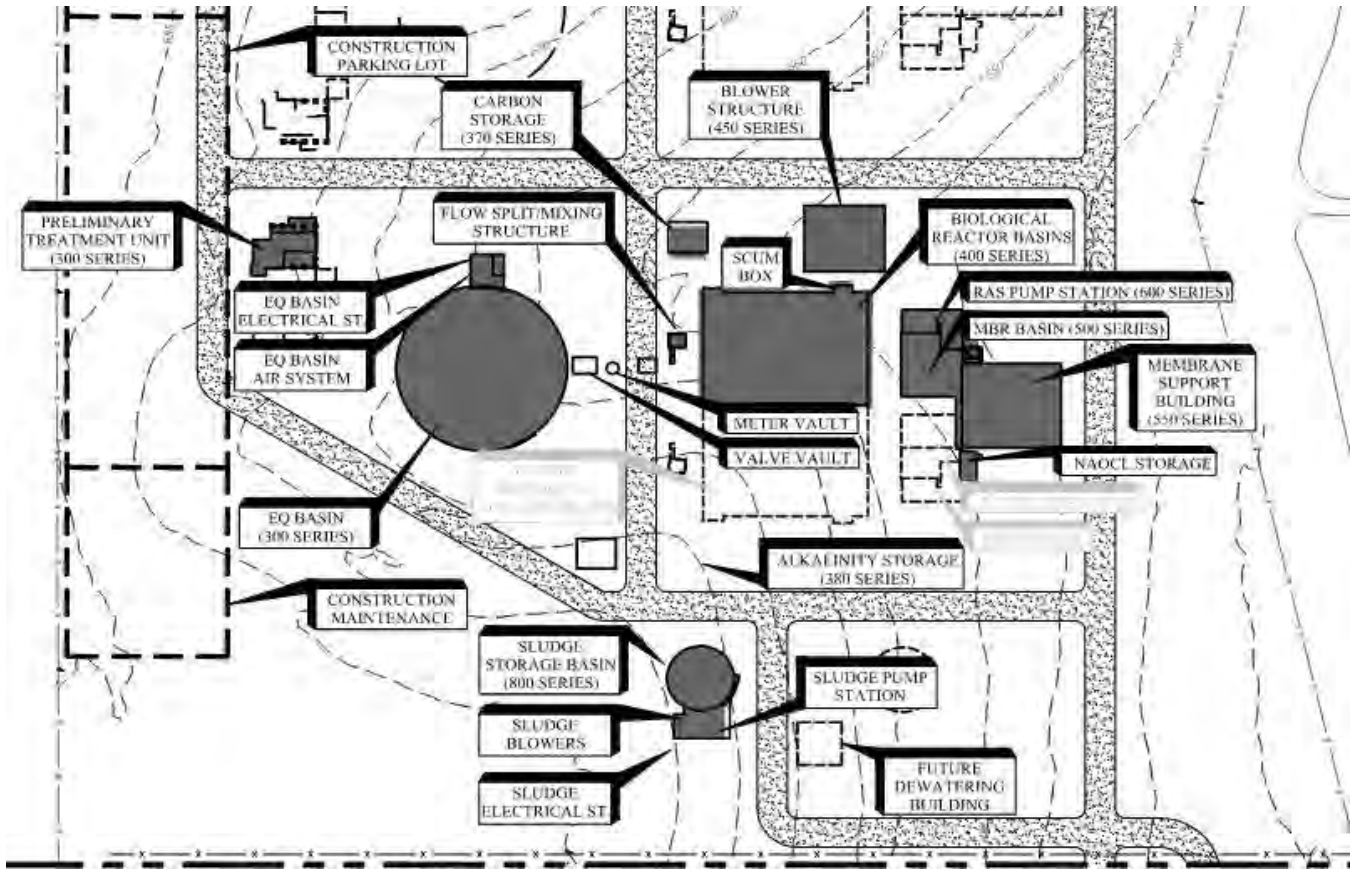 CONSTRUCTION
PARKING LOT
CARBON
STORAGE
(370 SERIES)
BLOWER
STRUCTURE
(450 SERIES)
PRELIMINARY
TREATMENT UNIT
(300 SERIES)
FLOW SPLIT/MIXING
STRUCTURE
BIOLOGICAL
REACTOR BASINS
(400 SERIES)
SCUM
BOX
EQ BASIN
ELECTRICAL ST.
RAS PUMP STATION (600 SERIES)
MBR BASIN (500 SERIES)
EQ BASIN
AIR SYSTEM
MEMBRANE
SUPPORT
BUILDING
(550 SERIES)
METER VAULT
VALVE VAULT
NAOCL STORAGE
EQ BASIN
(300 SERIES)
ALKALINITY STORAGE
(380 SERIES)
CONSTRUCTION
MAINTENANCE
SLUDGE
STORAGE BASIN
(800 SERIES)
SLUDGE PUMP
STATION
SLUDGE
BLOWERS
FUTURE
DEWATERING
BUILDING
SLUDGE
ELECTRICAL ST.